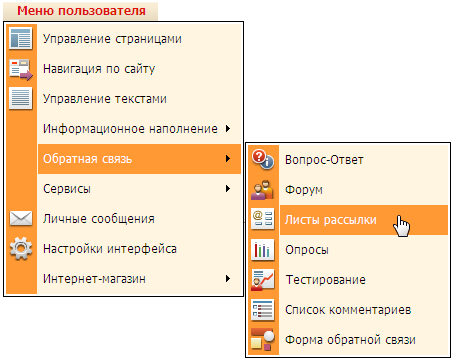 Меню пользователя
Управление страницами
Навигация по сайту
Управление текстами
Информационное наполнение
Обратная связь
Сервисы
Личные сообщения
Настройки интерфейса
Интернет-магазин
Вопрос-Ответ
Форум
Листы рассылки
Опросы
Тестирование
Список комментариев
Форма обратной связи